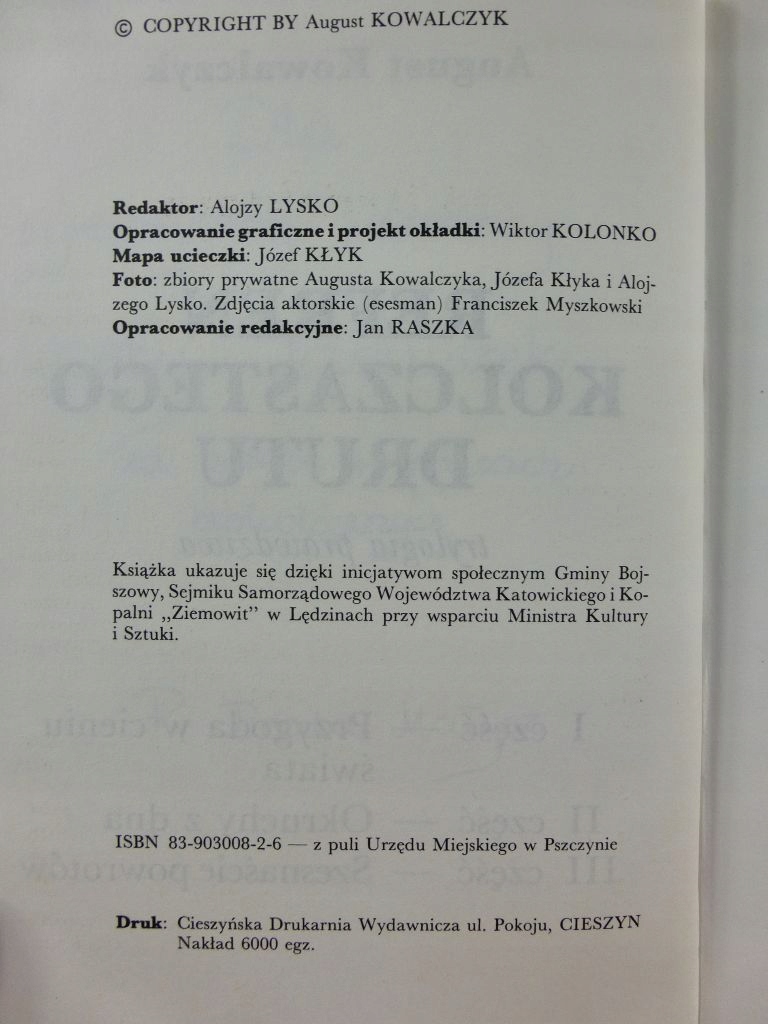 © COPYRIGHT BY August KOWALCZYK
Redaktor: Alojzy LYSKO
Opracowanie graficzne i projekt okładki: Wiktor KOLONKO
Mapa ucieczki: Józef KŁYK
Foto: zbiory prywatne Augusta Kowalczyka, Józefa Kłyka i Aloj-
zego Lysko. Zdjęcia aktorskie (esesman) Franciszek Myszkowski
Opracowanie redakcyjne: Jan RASZKA
Książka ukazuje się dzięki inicjatywom społecznym Gminy Boj-
szowy, Sejmiku Samorządowego Województwa Katowickiego i Ko-
palni ,,Ziemowit" w Lędzinach przy wsparciu Ministra Kultury
i Sztuki.
ISBN 83-903008-2-6 — z puli Urzędu Miejskiego w Pszczynie
Druk: Cieszyńska Drukarnia Wydawnicza ul. Pokoju, CIESZYN
Nakład 6000 egz.